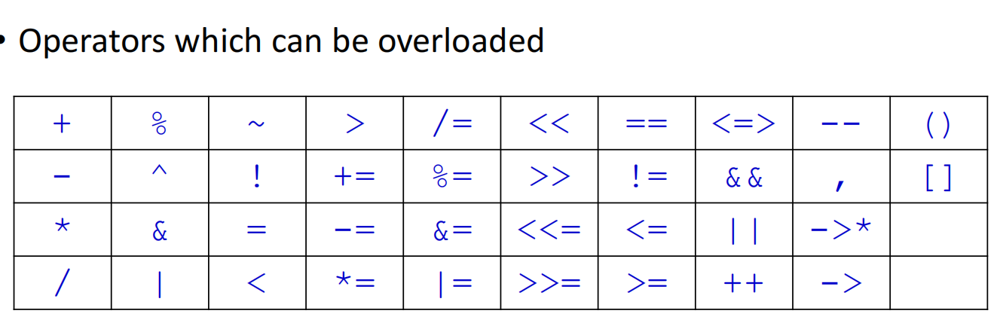 • Operators which can be overloaded
+ % ~ > /= << == <=> -- ()
- ^ ! += %= >> != && , []
* & = -= &= <<= <= || ->*
/ | < *= |= >>= >= ++ ->